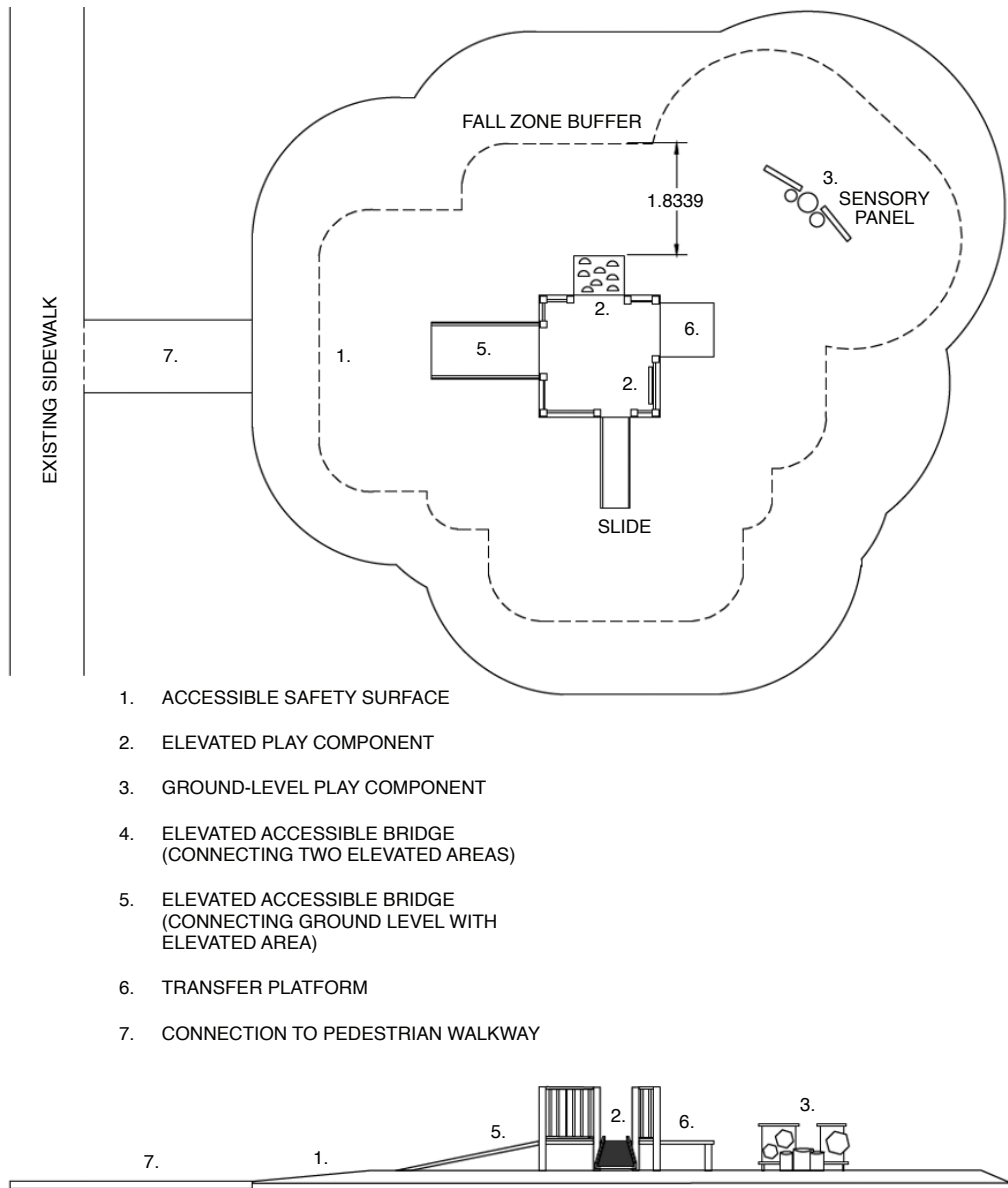 FALL ZONE BUFFER
1.8339
3.
SENSORY
PANEL
EXISTING SIDEWALK
7.
1.
5.
2.
6.
2.
SLIDE
1. ACCESSIBLE SAFETY SURFACE
2. ELEVATED PLAY COMPONENT
3. GROUND-LEVEL PLAY COMPONENT
4. ELEVATED ACCESSIBLE BRIDGE
(CONNECTING TWO ELEVATED AREAS)
5. ELEVATED ACCESSIBLE BRIDGE
(CONNECTING GROUND LEVEL WITH
ELEVATED AREA)
6. TRANSFER PLATFORM
7. CONNECTION TO PEDESTRIAN WALKWAY
7.
1.
5.
2.
6.
3.